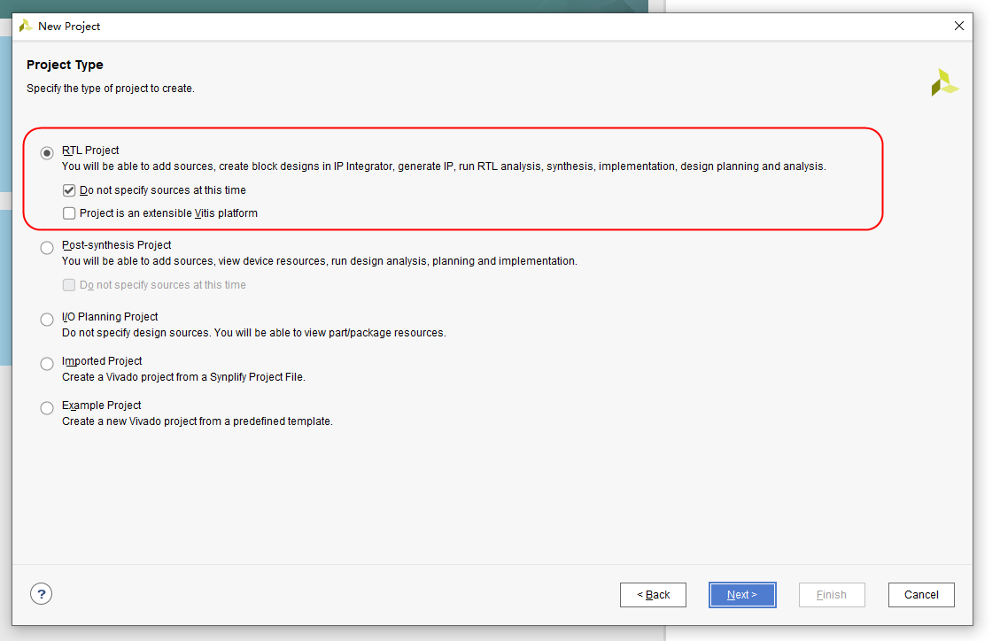 New Project
Project Type
Specify the type of project to create.
RTL Project
You will be able to add sources, create block designs in IP Integrator, generate IP, run RTL analysis, synthesis, implementation, design planning and analysis.
Do not specify sources at this time
Project is an extensible Vitis platform
Post-synthesis Project
You will be able to add sources, view device resources, run design analysis, planning and implementation.
Do not specify sources at this time
I/O Planning Project
Do not specify design sources. You will be able to view part/package resources.
Imported Project
Create a Vivado project from a Synplify Project File.
Example Project
Create a new Vivado project from a predefined template.
? < Back Next > Finish Cancel